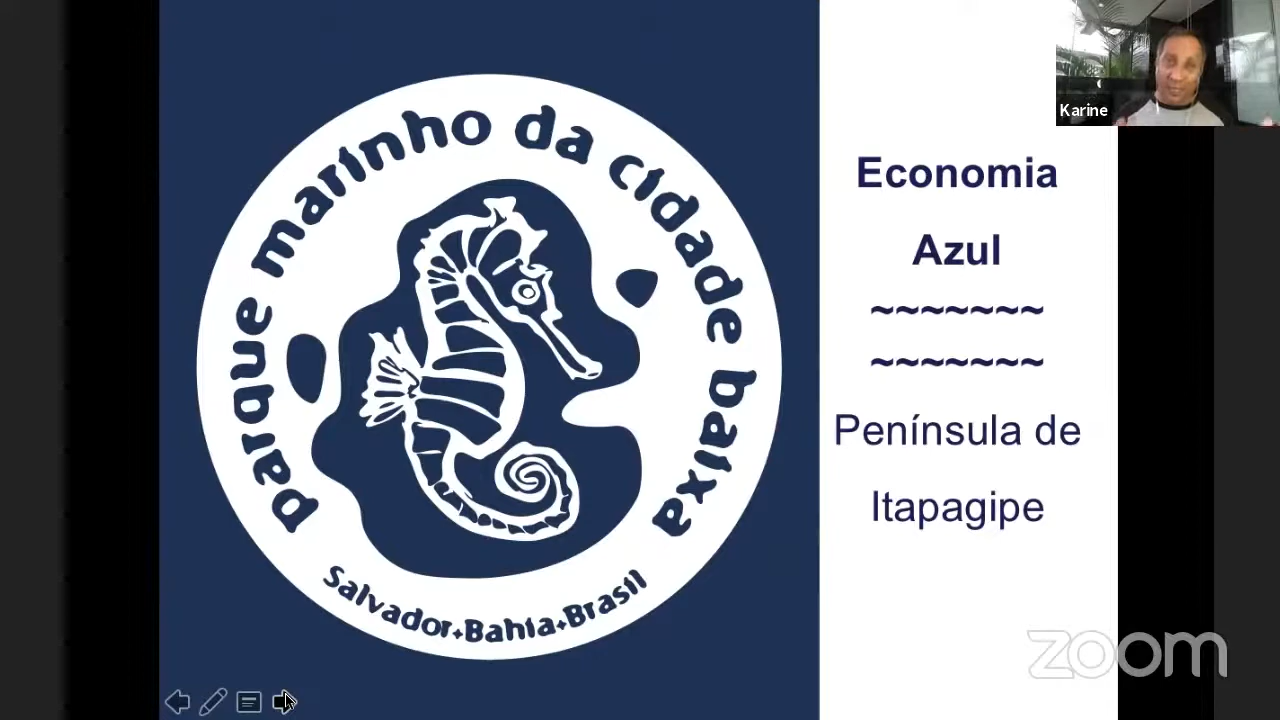 parque marinho da cidade baixa
Salvador+Bahia+Brasil
Karine
Economia
Azul
~~~~~~~
~~~~~~~
Península de
Itapagipe
zoom